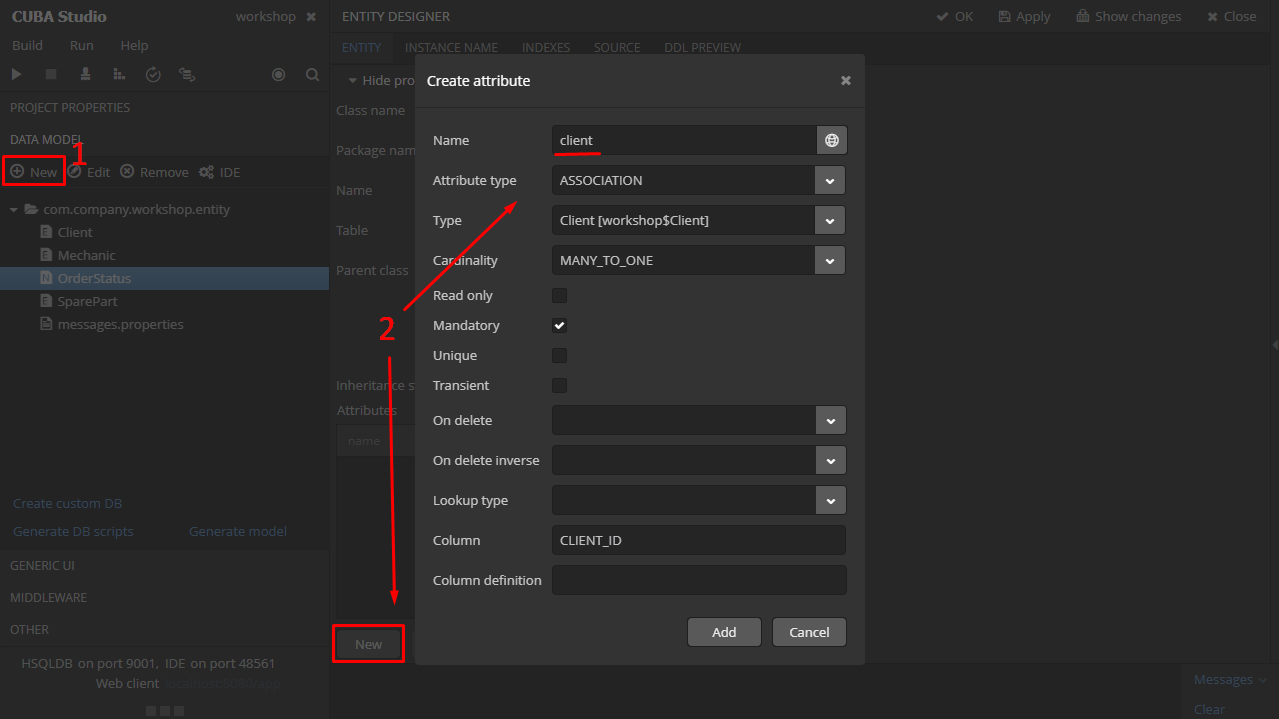 CUBA Studio workshop
Build Run Help
PROJECT PROPERTIES
DATA MODEL
1
New Edit Remove IDE
com.company.workshop.entity
Client
Mechanic
OrderStatus
SparePart
messages.properties
Create custom DB
Generate DB scripts Generate model
GENERIC UI
MIDDLEWARE
OTHER
HSQLDB on port 9001, IDE on port 48561
Web client localhost:8080/app
ENTITY DESIGNER OK Apply Show changes Close
ENTITY INSTANCE NAME INDEXES SOURCE DDL PREVIEW
Hide pro
Class name
Package nam
Name
Table
Parent class
2
Inheritance s
Attributes
name
New
Create attribute
Name client
Attribute type ASSOCIATION
Type Client [workshop$Client]
Cardinality MANY_TO_ONE
Read only
Mandatory
Unique
Transient
On delete
On delete inverse
Lookup type
Column CLIENT_ID
Column definition
Add Cancel
Messages
Clear